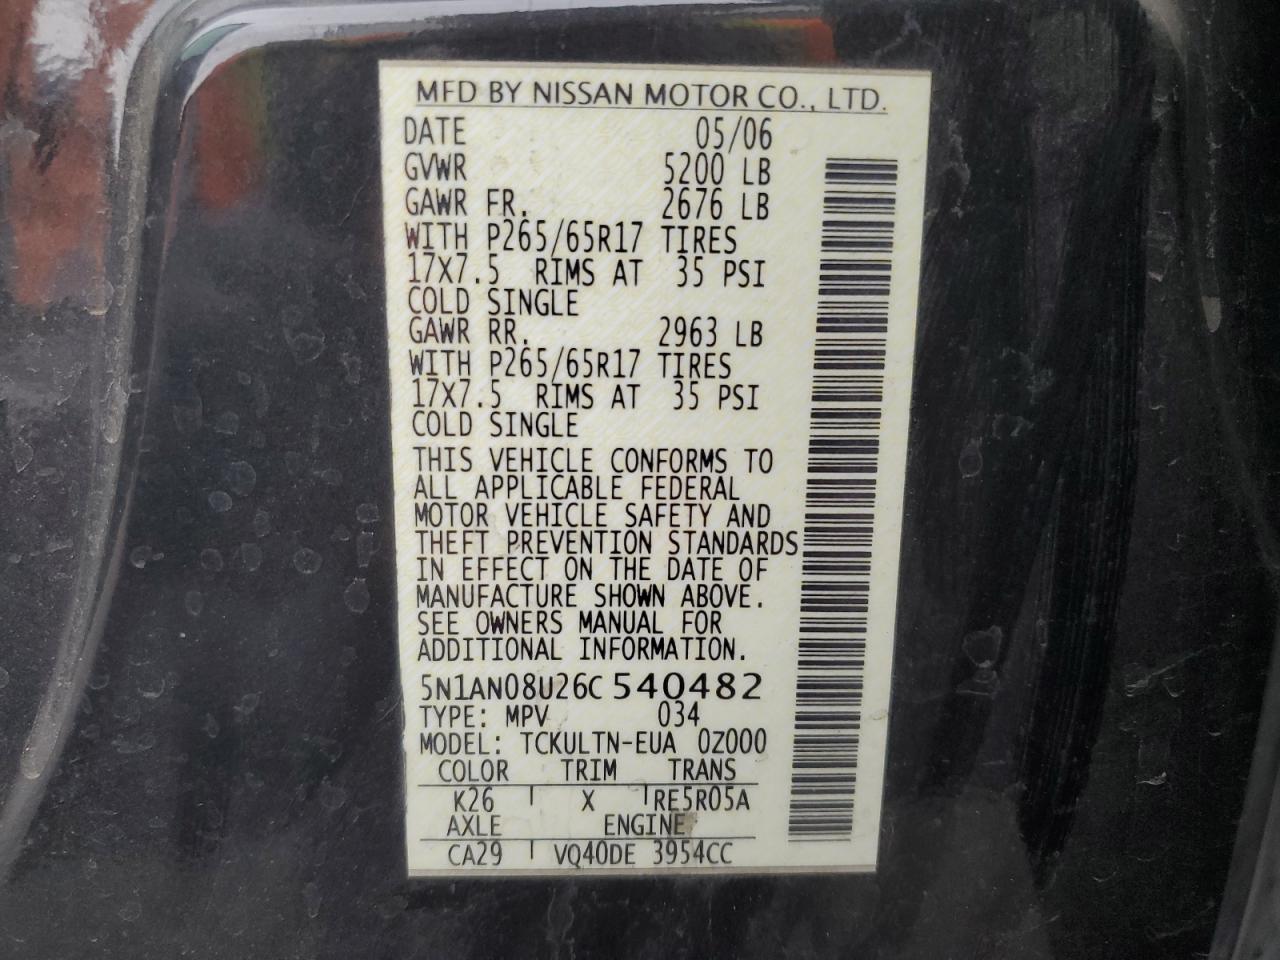 MFD BY NISSAN MOTOR CO., LTD.
DATE 05/06
GVWR 5200 LB
GAWR FR. 2676 LB
WITH P265/65R17 TIRES
17X7.5 RIMS AT 35 PSI
COLD SINGLE
GAWR RR. 2963 LB
WITH P265/65R17 TIRES
17X7.5 RIMS AT 35 PSI
COLD SINGLE
THIS VEHICLE CONFORMS TO
ALL APPLICABLE FEDERAL
MOTOR VEHICLE SAFETY AND
THEFT PREVENTION STANDARDS
IN EFFECT ON THE DATE OF
MANUFACTURE SHOWN ABOVE.
SEE OWNERS MANUAL FOR
ADDITIONAL INFORMATION.
5N1AN08U26C540482
TYPE: MPV 034
MODEL: TCKULTN-EUA 0Z000
COLOR TRIM TRANS
K26 X RE5R05A
AXLE ENGINE
CA29 VQ40DE 3954CC